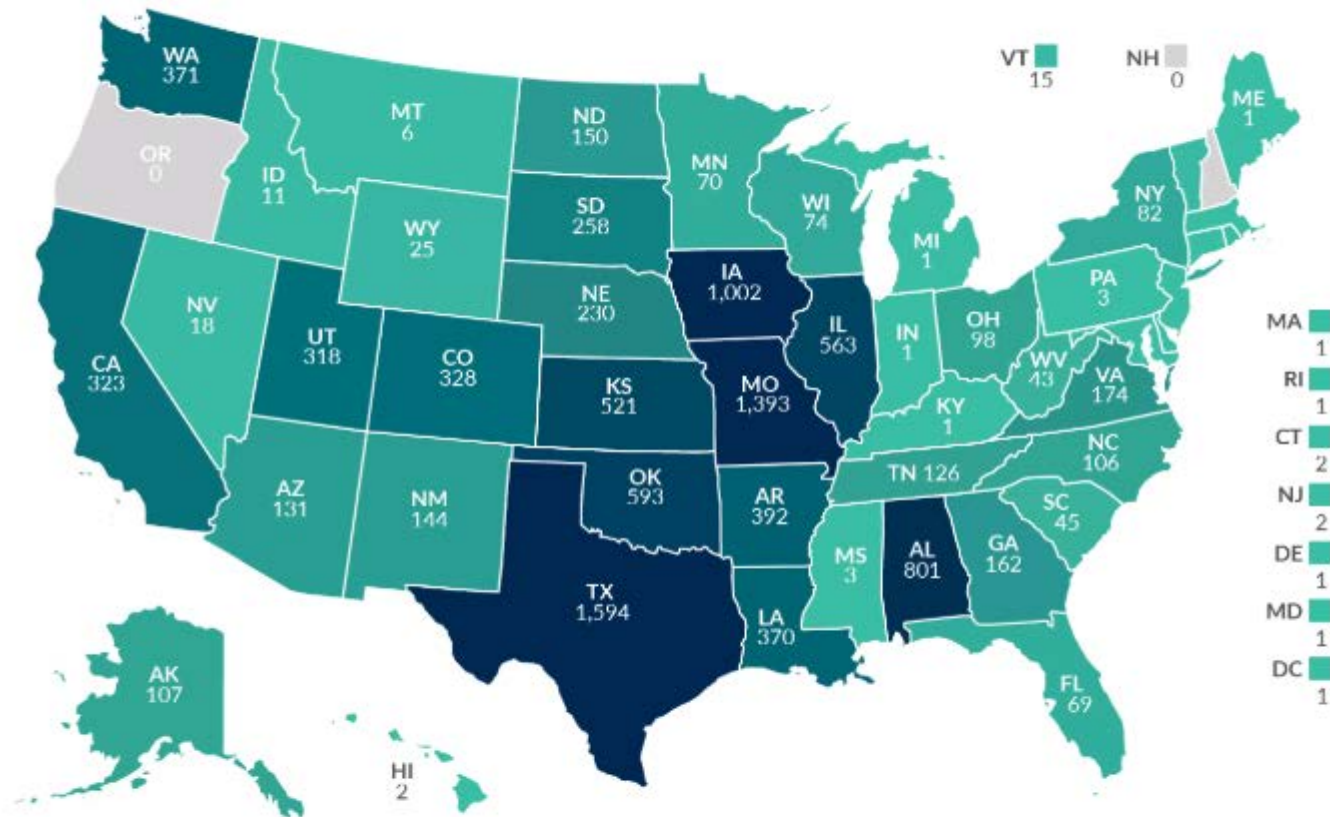 WA
371
OR
0
CA
323
NV
18
ID
11
MT
6
WY
25
UT
318
AZ
131
CO
328
NM
144
ND
150
SD
258
NE
230
KS
521
OK
593
TX
1,594
MN
70
IA
1,002
MO
1,393
AR
392
LA
370
WI
74
IL
563
MI
1
IN
1
OH
98
KY
1
TN 126
MS
3
AL
801
GA
162
FL
69
SC
45
NC
106
VA
174
WV
43
PA
3
NY
82
VT
15
NH
0
ME
1
MA
1
RI
1
CT
2
NJ
2
DE
1
MD
1
DC
1
AK
107
HI
2